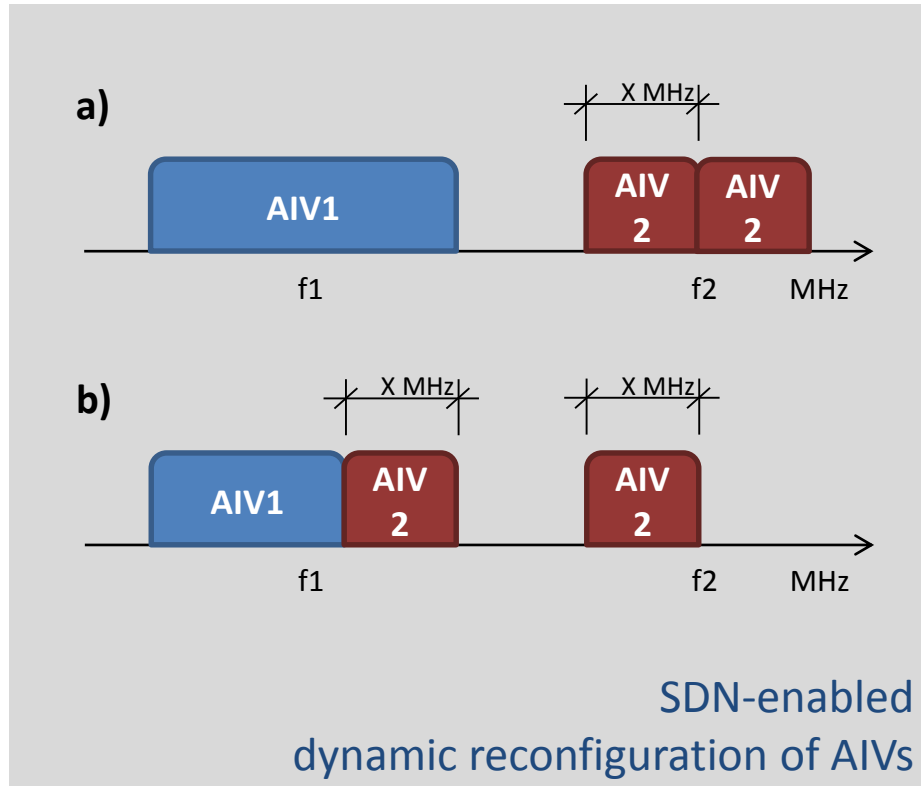 a)
X MHz
AIV1
AIV
2
AIV
2
f1
f2
MHz
b)
X MHz
X MHz
AIV1
AIV
2
AIV
2
f1
f2
MHz
SDN-enabled
dynamic reconfiguration of AIVs